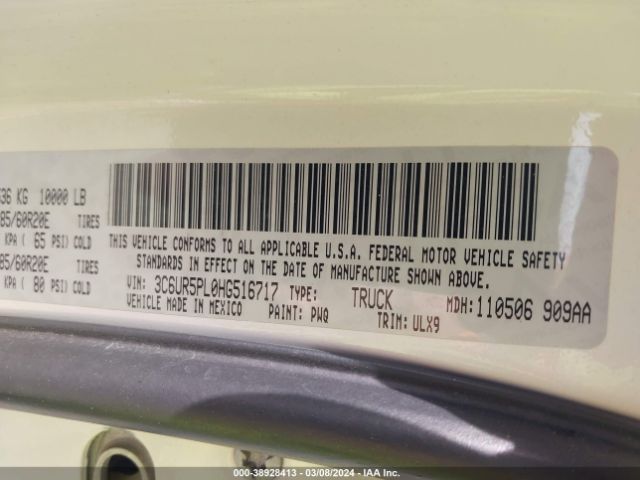 36 KG 10000 LB
85/60R20E TIRES
KPA ( 65 PSI) COLD
85/60R20E TIRES
KPA ( 80 PSI) COLD
THIS VEHICLE CONFORMS TO ALL APPLICABLE U.S.A. FEDERAL MOTOR VEHICLE SAFETY
STANDARDS IN EFFECT ON THE DATE OF MANUFACTURE SHOWN ABOVE.
VIN: 3C6UR5PL0HG516717 TYPE: TRUCK MDH:110506 909AA
VEHICLE MADE IN MEXICO PAINT: PWQ TRIM: ULX9
000-38928413 - 03/08/2024 - IAA Inc.